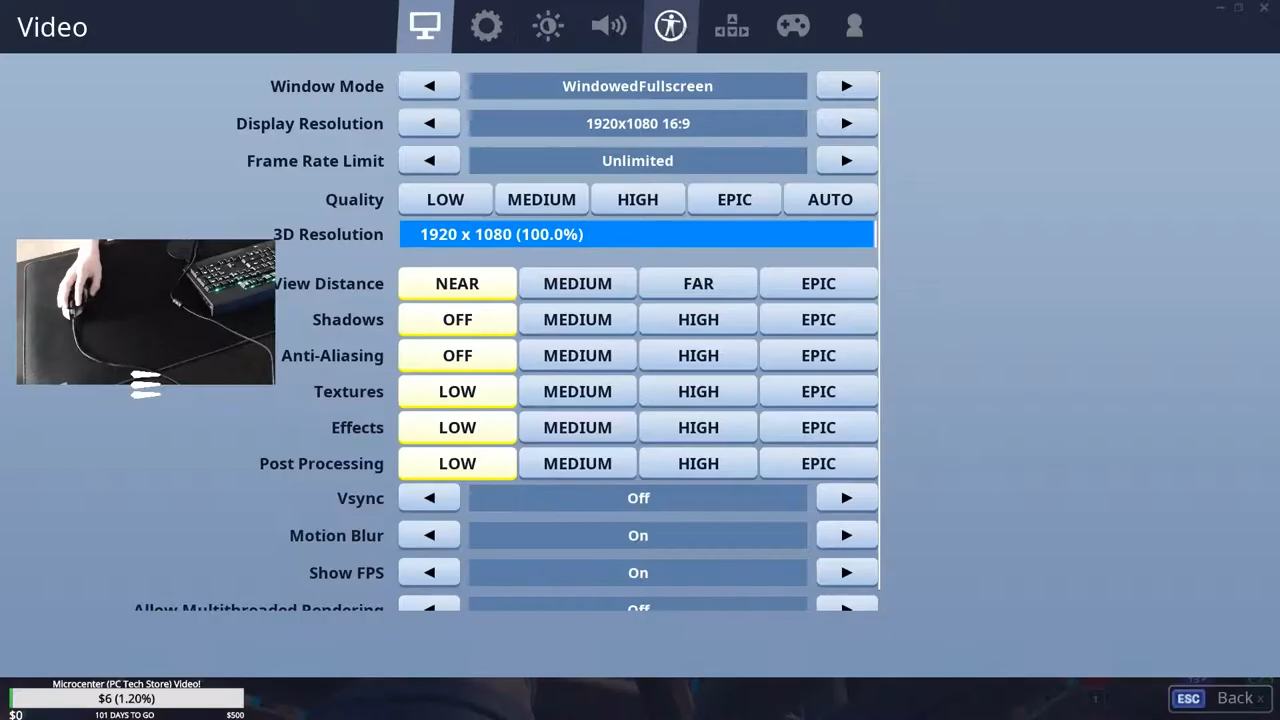 Video
Window Mode ◄ WindowedFullscreen ►
Display Resolution ◄ 1920x1080 16:9 ►
Frame Rate Limit ◄ Unlimited ►
Quality LOW MEDIUM HIGH EPIC AUTO
3D Resolution 1920 x 1080 (100.0%)
View Distance NEAR MEDIUM FAR EPIC
Shadows OFF MEDIUM HIGH EPIC
Anti-Aliasing OFF MEDIUM HIGH EPIC
Textures LOW MEDIUM HIGH EPIC
Effects LOW MEDIUM HIGH EPIC
Post Processing LOW MEDIUM HIGH EPIC
Vsync ◄ Off ►
Motion Blur ◄ On ►
Show FPS ◄ On ►
Allow Multithreaded Rendering ◄ Off ►
Microcenter (PC Tech Store) Video!
$6 (1.20%)
$0 101 DAYS TO GO $500
ESC Back